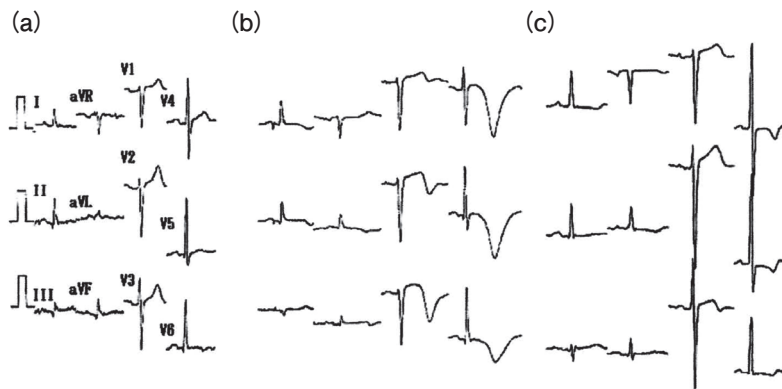 (a) (b) (c)
V1
I aVR V4
V2
II aVL V5
V3
III aVF V6